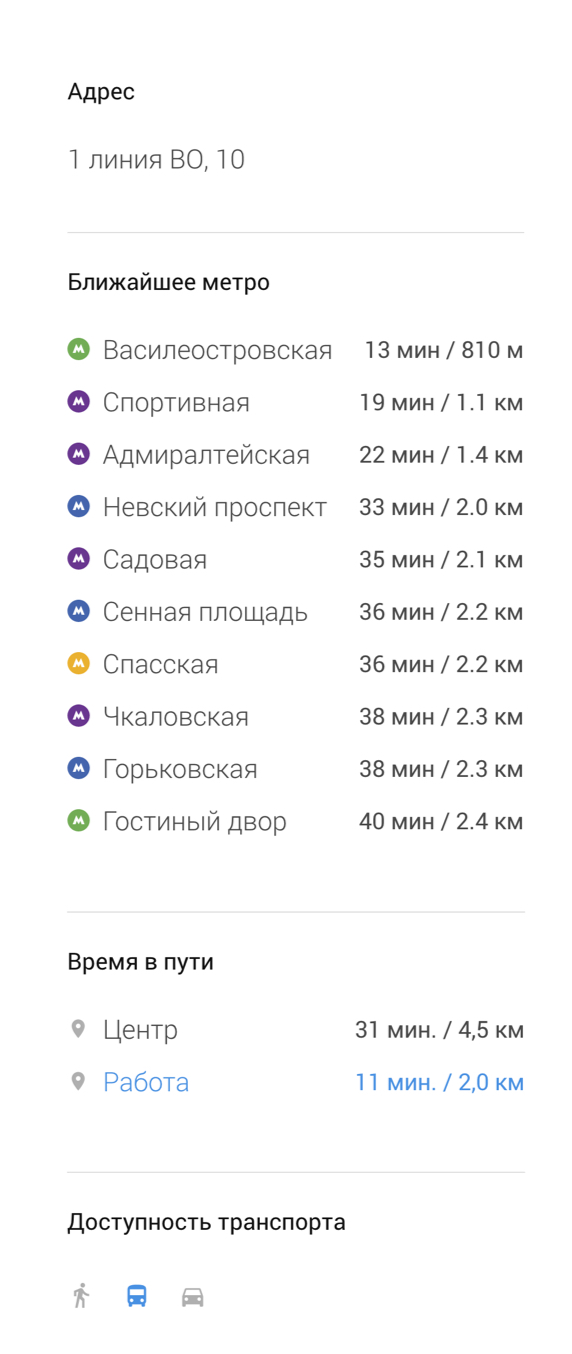 Адрес
1 линия ВО, 10
Ближайшее метро
Василеостровская 13 мин / 810 м
Спортивная 19 мин / 1.1 км
Адмиралтейская 22 мин / 1.4 км
Невский проспект 33 мин / 2.0 км
Садовая 35 мин / 2.1 км
Сенная площадь 36 мин / 2.2 км
Спасская 36 мин / 2.2 км
Чкаловская 38 мин / 2.3 км
Горьковская 38 мин / 2.3 км
Гостиный двор 40 мин / 2.4 км
Время в пути
Центр 31 мин. / 4,5 км
Работа 11 мин. / 2,0 км
Доступность транспорта